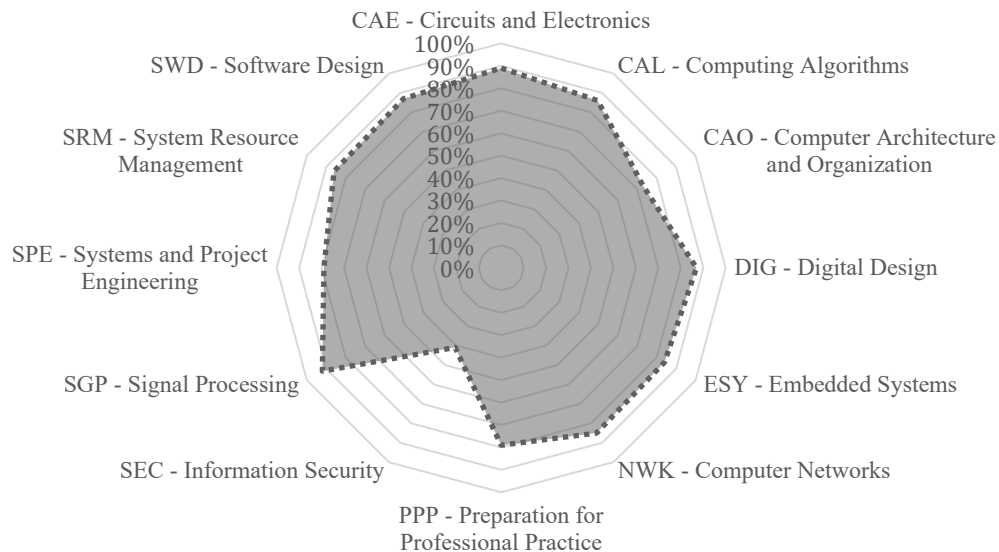 CAE - Circuits and Electronics
CAL - Computing Algorithms
CAO - Computer Architecture
and Organization
DIG - Digital Design
ESY - Embedded Systems
NWK - Computer Networks
PPP - Preparation for
Professional Practice
SEC - Information Security
SGP - Signal Processing
SPE - Systems and Project
Engineering
SRM - System Resource
Management
SWD - Software Design
100%
90%
80%
70%
60%
50%
40%
30%
20%
10%
0%